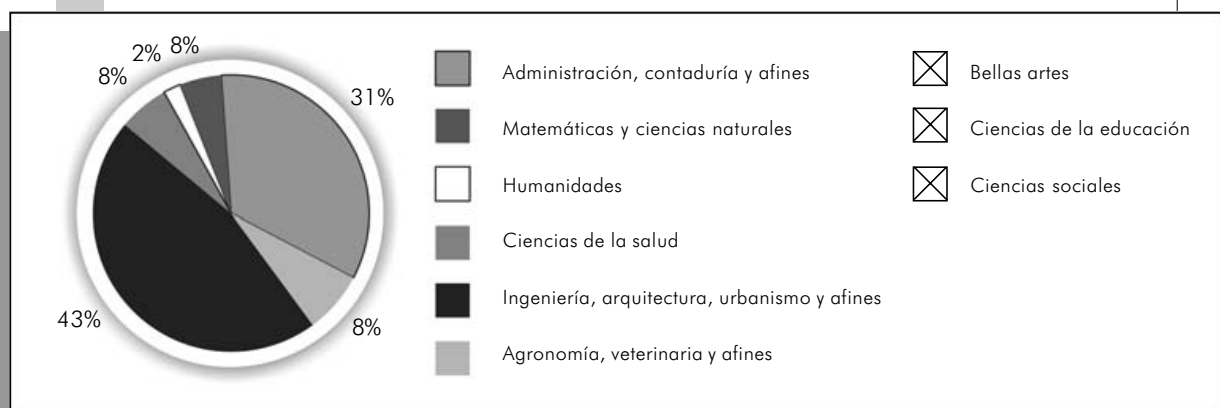 8%
2%
8%
31%
43%
8%
Administración, contaduría y afines
Matemáticas y ciencias naturales
Humanidades
Ciencias de la salud
Ingeniería, arquitectura, urbanismo y afines
Agronomía, veterinaria y afines
Bellas artes
Ciencias de la educación
Ciencias sociales